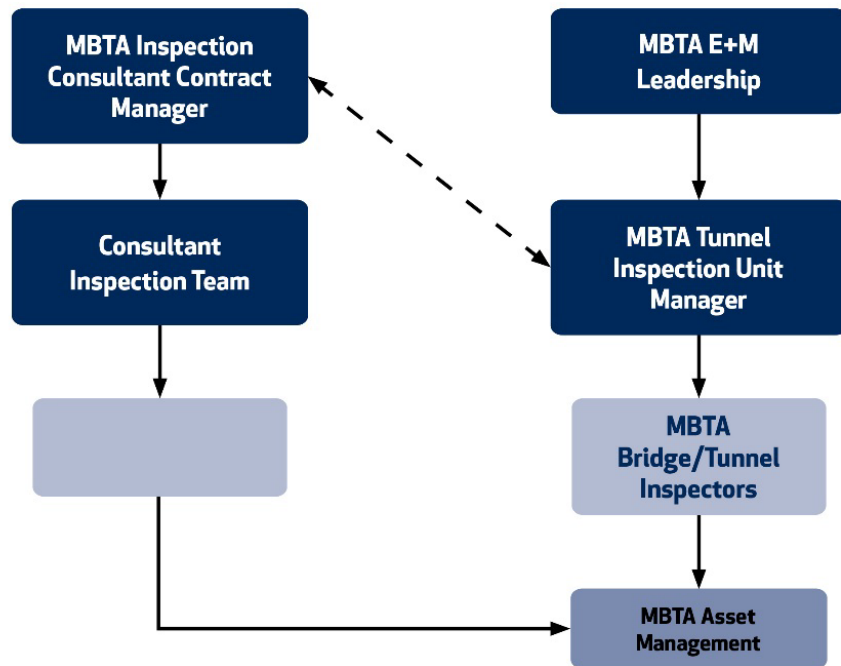 MBTA Inspection
Consultant Contract
Manager
MBTA E+M
Leadership
Consultant
Inspection Team
MBTA Tunnel
Inspection Unit
Manager
MBTA
Bridge/Tunnel
Inspectors
MBTA Asset
Management